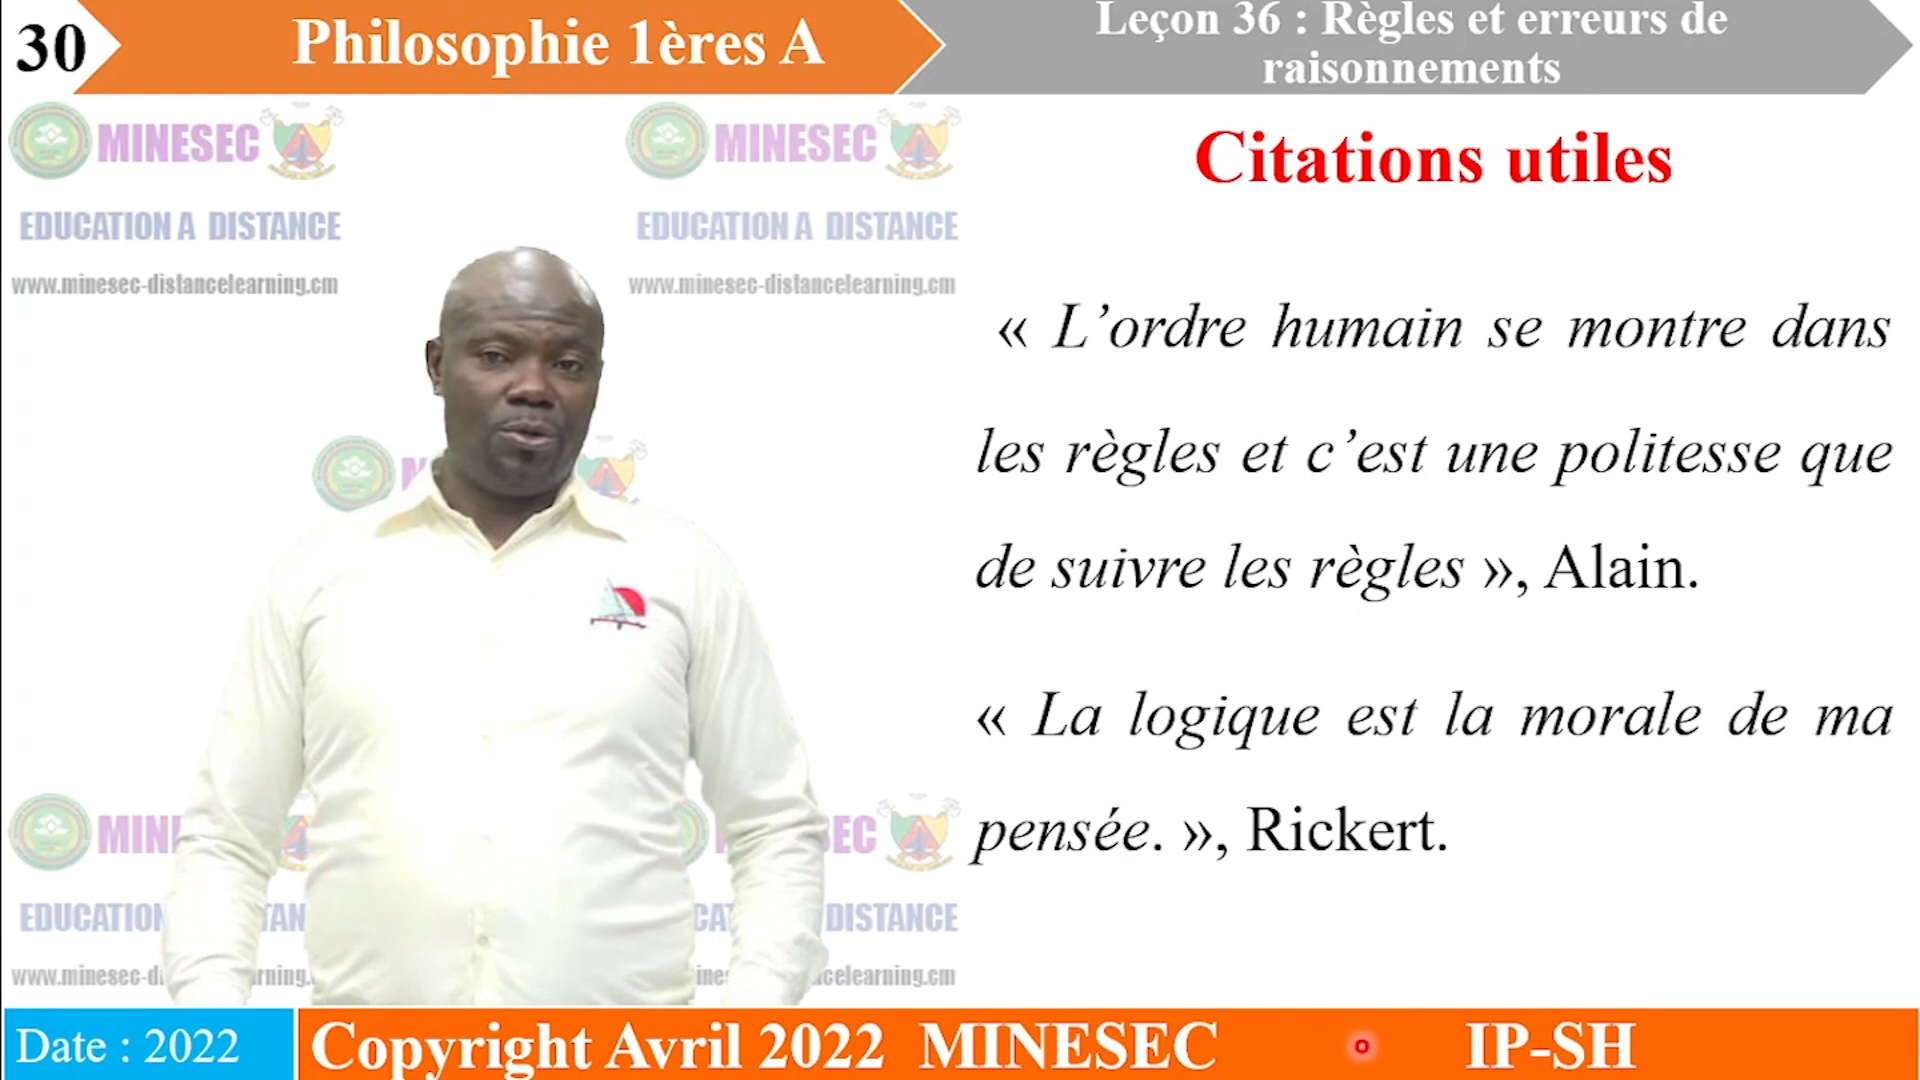 30
Philosophie 1ères A
Leçon 36 : Règles et erreurs de
raisonnements
MINESEC
EDUCATION A DISTANCE
www.minesec-distancelearning.cm
MINESEC
EDUCATION A DISTANCE
www.minesec-distancelearning.cm
Citations utiles
« L’ordre humain se montre dans
les règles et c’est une politesse que
de suivre les règles », Alain.
« La logique est la morale de ma
pensée. », Rickert.
DISTANCE
Date : 2022
Copyright Avril 2022 MINESEC
IP-SH